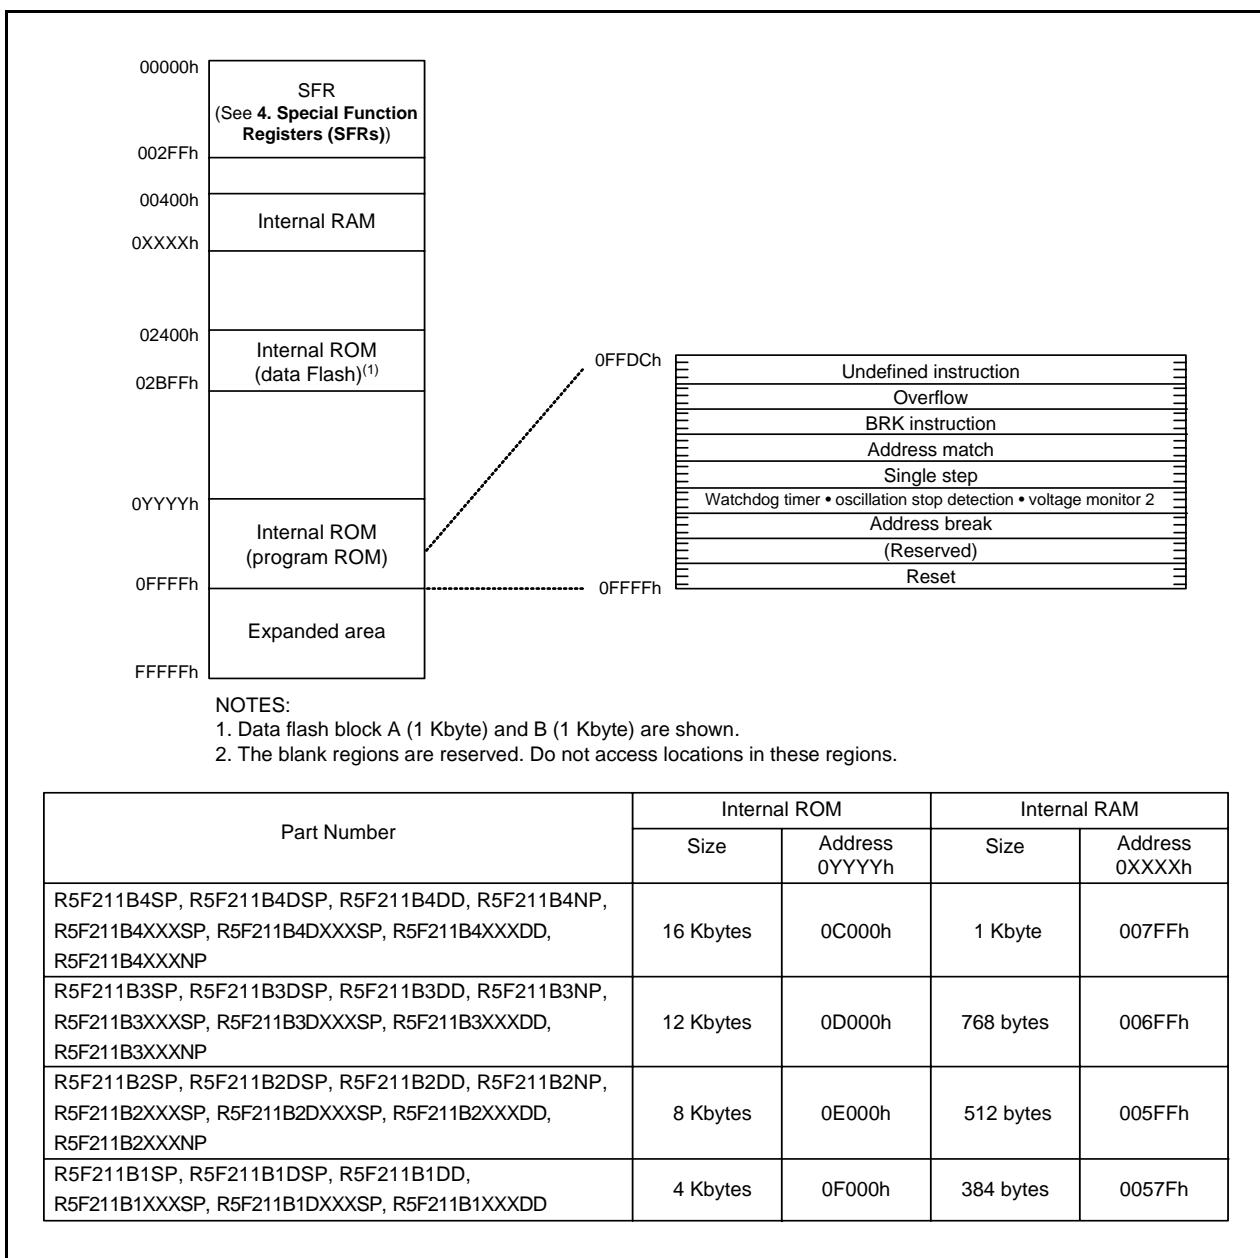 00000h
SFR
(See 4. Special Function
Registers (SFRs))
002FFh
00400h
Internal RAM
0XXXXh
02400h
Internal ROM
(data Flash)(1)
02BFFh
0YYYYh
Internal ROM
(program ROM)
0FFFFh
Expanded area
FFFFFh
0FFDCh
Undefined instruction
Overflow
BRK instruction
Address match
Single step
Watchdog timer • oscillation stop detection • voltage monitor 2
Address break
(Reserved)
Reset
0FFFFh
NOTES:
1. Data flash block A (1 Kbyte) and B (1 Kbyte) are shown.
2. The blank regions are reserved. Do not access locations in these regions.
Part Number
Internal ROM
Internal RAM
Size
Address
0YYYYh
Size
Address
0XXXXh
R5F211B4SP, R5F211B4DSP, R5F211B4DD, R5F211B4NP,
R5F211B4XXXSP, R5F211B4DXXXSP, R5F211B4XXXDD,
R5F211B4XXXNP
16 Kbytes
0C000h
1 Kbyte
007FFh
R5F211B3SP, R5F211B3DSP, R5F211B3DD, R5F211B3NP,
R5F211B3XXXSP, R5F211B3DXXXSP, R5F211B3XXXDD,
R5F211B3XXXNP
12 Kbytes
0D000h
768 bytes
006FFh
R5F211B2SP, R5F211B2DSP, R5F211B2DD, R5F211B2NP,
R5F211B2XXXSP, R5F211B2DXXXSP, R5F211B2XXXDD,
R5F211B2XXXNP
8 Kbytes
0E000h
512 bytes
005FFh
R5F211B1SP, R5F211B1DSP, R5F211B1DD,
R5F211B1XXXSP, R5F211B1DXXXSP, R5F211B1XXXDD
4 Kbytes
0F000h
384 bytes
0057Fh